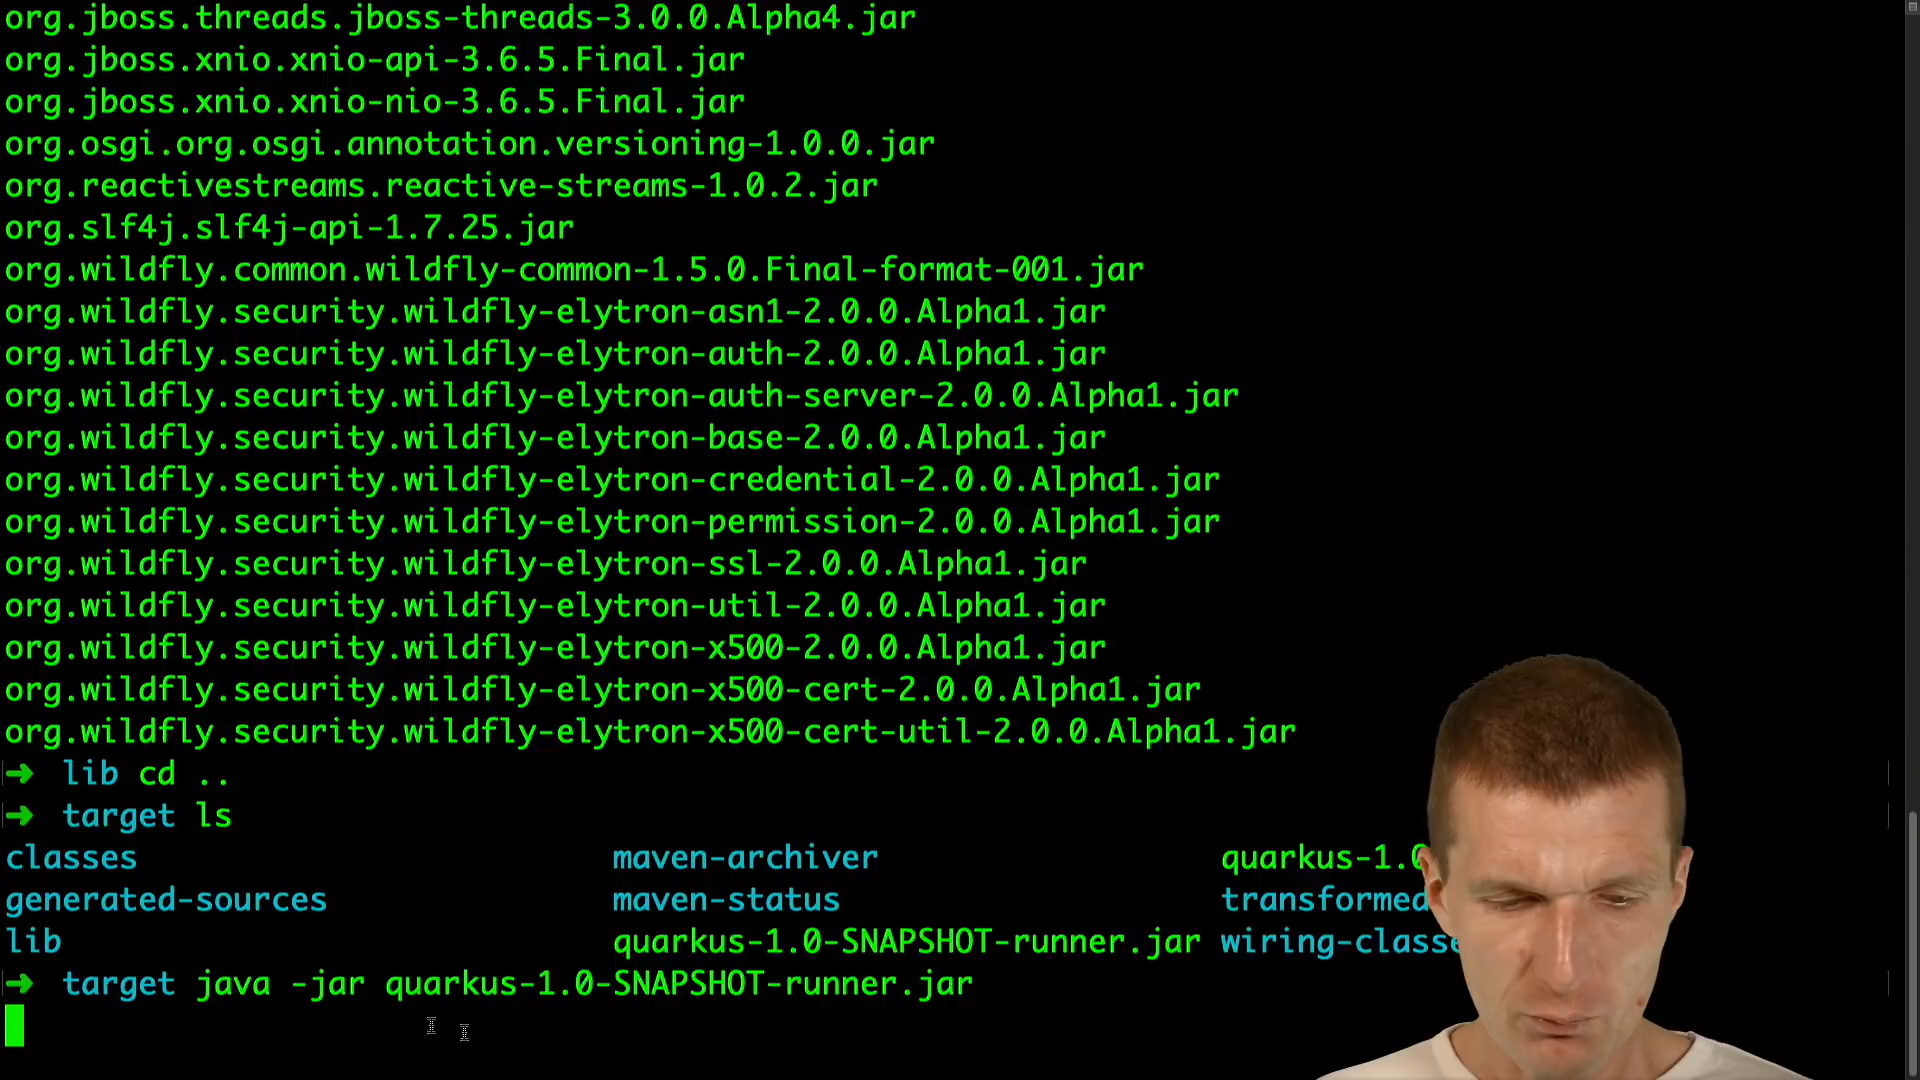 org.jboss.threads.jboss-threads-3.0.0.Alpha4.jar
org.jboss.xnio.xnio-api-3.6.5.Final.jar
org.jboss.xnio.xnio-nio-3.6.5.Final.jar
org.osgi.org.osgi.annotation.versioning-1.0.0.jar
org.reactivestreams.reactive-streams-1.0.2.jar
org.slf4j.slf4j-api-1.7.25.jar
org.wildfly.common.wildfly-common-1.5.0.Final-format-001.jar
org.wildfly.security.wildfly-elytron-asn1-2.0.0.Alpha1.jar
org.wildfly.security.wildfly-elytron-auth-2.0.0.Alpha1.jar
org.wildfly.security.wildfly-elytron-auth-server-2.0.0.Alpha1.jar
org.wildfly.security.wildfly-elytron-base-2.0.0.Alpha1.jar
org.wildfly.security.wildfly-elytron-credential-2.0.0.Alpha1.jar
org.wildfly.security.wildfly-elytron-permission-2.0.0.Alpha1.jar
org.wildfly.security.wildfly-elytron-ssl-2.0.0.Alpha1.jar
org.wildfly.security.wildfly-elytron-util-2.0.0.Alpha1.jar
org.wildfly.security.wildfly-elytron-x500-2.0.0.Alpha1.jar
org.wildfly.security.wildfly-elytron-x500-cert-2.0.0.Alpha1.jar
org.wildfly.security.wildfly-elytron-x500-cert-util-2.0.0.Alpha1.jar
➜ lib cd ..
➜ target ls
classes maven-archiver quarkus-1.0
generated-sources maven-status transformed
lib quarkus-1.0-SNAPSHOT-runner.jar wiring-classe
➜ target java -jar quarkus-1.0-SNAPSHOT-runner.jar